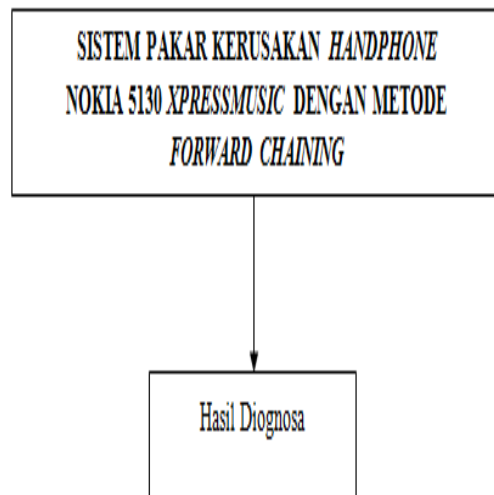 SISTEM PAKAR KERUSAKAN HANDPHONE
NOKIA 5130 XPRESSMUSIC DENGAN METODE
FORWARD CHAINING
Hasil Diognosa